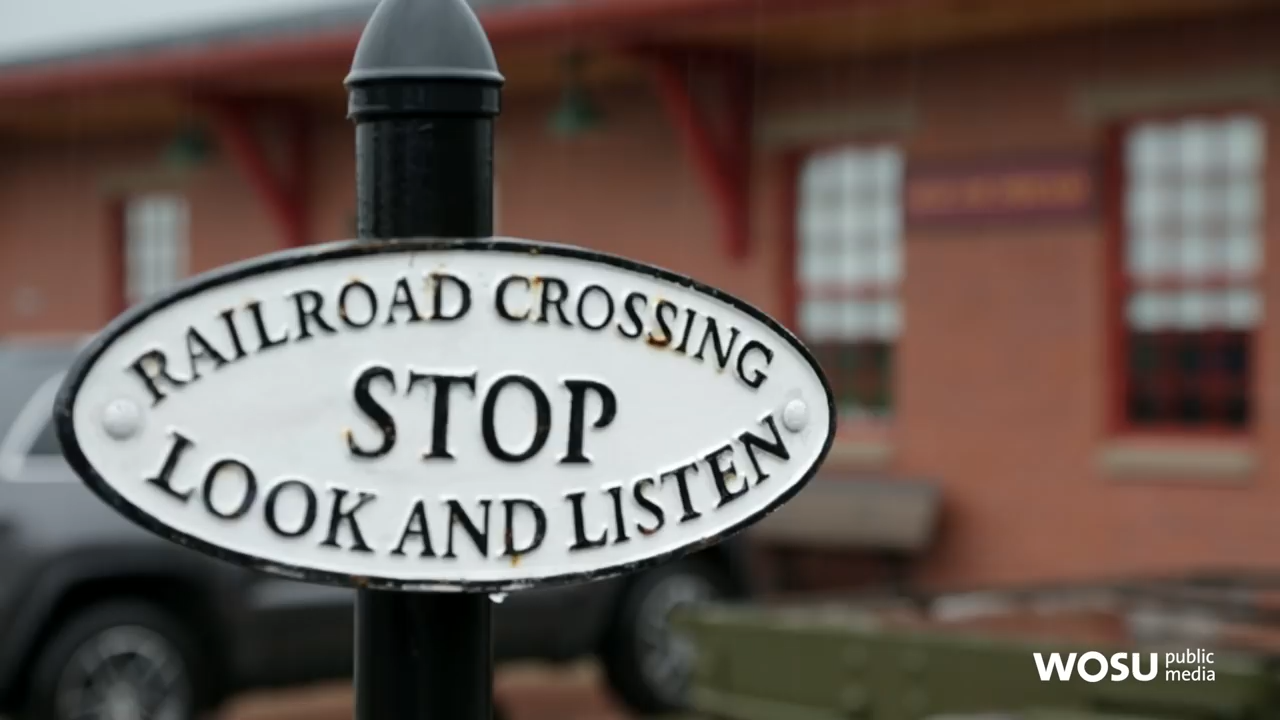 RAILROAD CROSSING
STOP
LOOK AND LISTEN
WOSU public
media